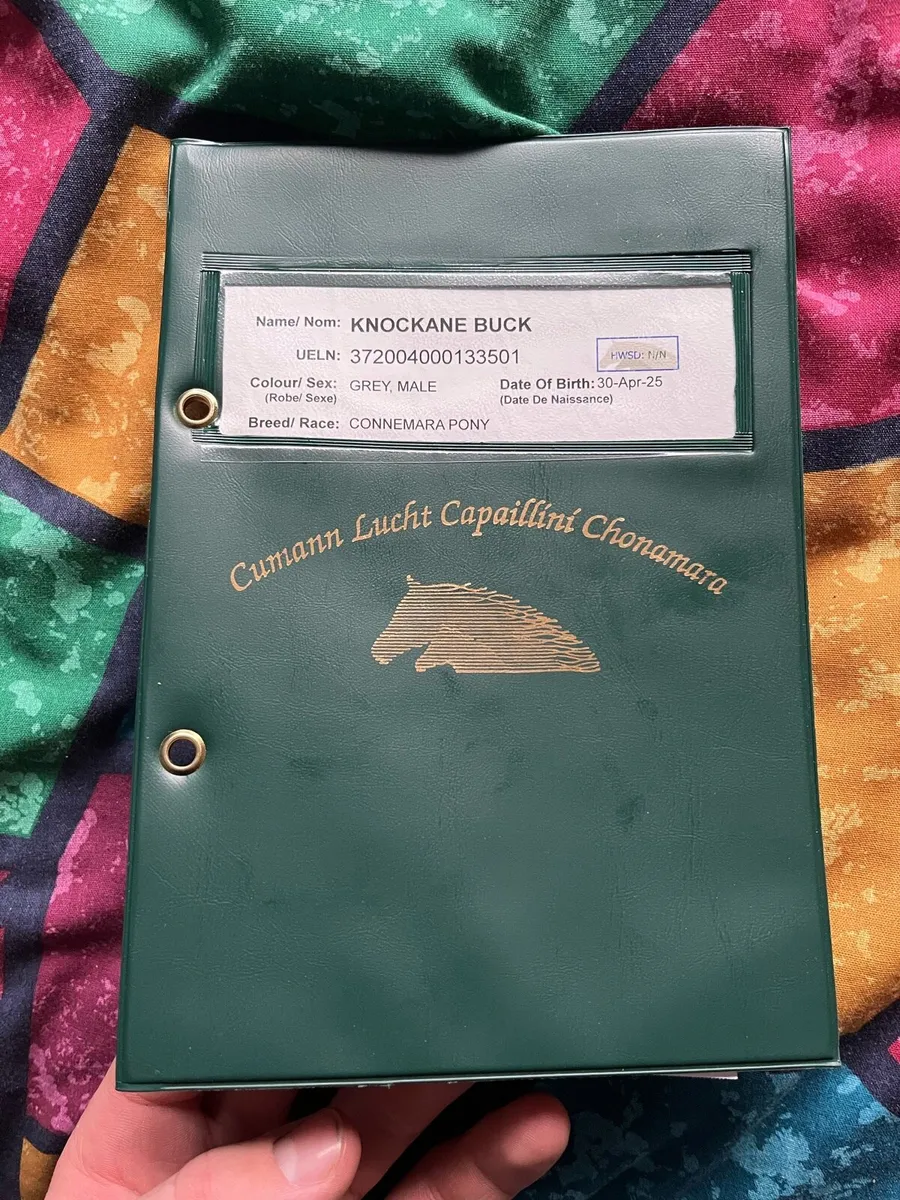 Name/ Nom: KNOCKANE BUCK
UELN: 372004000133501
HWSD: N/N
Colour/ Sex: GREY, MALE Date Of Birth: 30-Apr-25
(Robe/ Sexe) (Date De Naissance)
Breed/ Race: CONNEMARA PONY
Cumann Lucht Capaillíní Chonamara